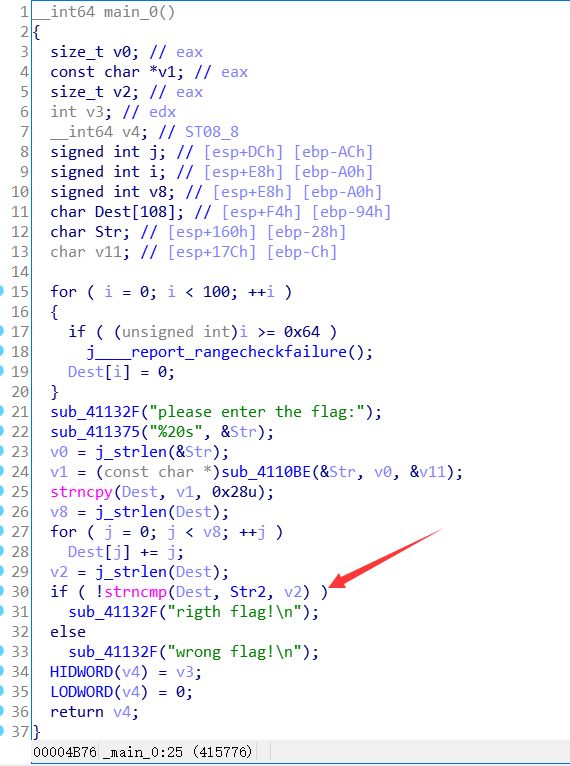 1 __int64 main_0()
2 {
3 size_t v0; // eax
4 const char *v1; // eax
5 size_t v2; // eax
6 int v3; // edx
7 __int64 v4; // ST08_8
8 signed int j; // [esp+DCh] [ebp-ACh]
9 signed int i; // [esp+E8h] [ebp-A0h]
10 signed int v8; // [esp+E8h] [ebp-A0h]
11 char Dest[108]; // [esp+F4h] [ebp-94h]
12 char Str; // [esp+160h] [ebp-28h]
13 char v11; // [esp+17Ch] [ebp-Ch]
14
15 for ( i = 0; i < 100; ++i )
16 {
17 if ( (unsigned int)i >= 0x64 )
18 j____report_rangecheckfailure();
19 Dest[i] = 0;
20 }
21 sub_41132F("please enter the flag:");
22 sub_411375("%20s", &Str);
23 v0 = j_strlen(&Str);
24 v1 = (const char *)sub_4110BE(&Str, v0, &v11);
25 strncpy(Dest, v1, 0x28u);
26 v8 = j_strlen(Dest);
27 for ( j = 0; j < v8; ++j )
28 Dest[j] += j;
29 v2 = j_strlen(Dest);
30 if ( !strncmp(Dest, Str2, v2) )
31 sub_41132F("rigth flag!\n");
32 else
33 sub_41132F("wrong flag!\n");
34 HIDWORD(v4) = v3;
35 LODWORD(v4) = 0;
36 return v4;
37 }
00004B76 _main_0:25 (415776)